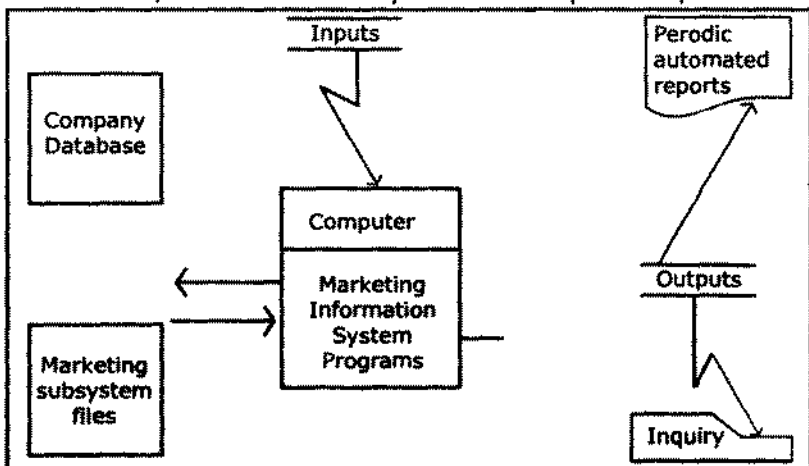 Inputs
Perodic
automated
reports
Company
Database
Computer
Marketing
Information
System
Programs
Outputs
Marketing
subsystem
files
Inquiry